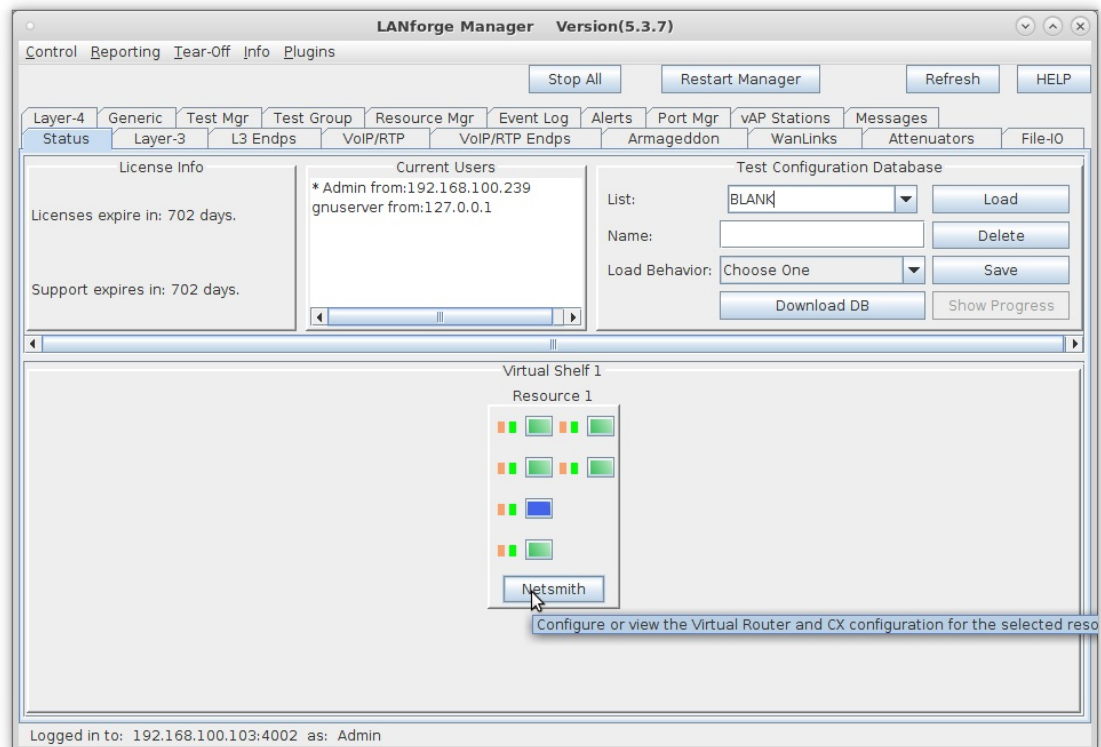 LANforge Manager Version(5.3.7)
Control Reporting Tear-Off Info Plugins
Stop All Restart Manager Refresh HELP
Layer-4 Generic Test Mgr Test Group Resource Mgr Event Log Alerts Port Mgr vAP Stations Messages
Status Layer-3 L3 Endps VoIP/RTP VoIP/RTP Endps Armageddon WanLinks Attenuators File-IO
License Info
Licenses expire in: 702 days.
Support expires in: 702 days.
Current Users
* Admin from:192.168.100.239
gnuserver from:127.0.0.1
Test Configuration Database
List: BLANK Load
Name: Delete
Load Behavior: Choose One Save
Download DB Show Progress
Virtual Shelf 1
Resource 1
Netsmith
Configure or view the Virtual Router and CX configuration for the selected reso
Logged in to: 192.168.100.103:4002 as: Admin